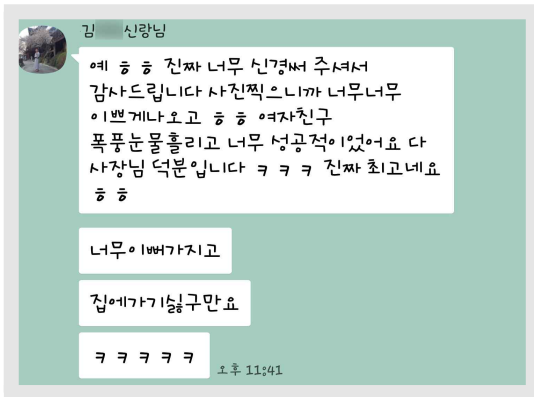 김 신랑님
예 ㅎㅎ 진짜 너무 신경써 주셔서
감사드립니다 사진찍으니까 너무너무
이쁘게나오고 ㅎㅎ 여자친구
폭풍눈물흘리고 너무 성공적이었어요 다
사장님 덕분입니다 ㅋㅋㅋ 진짜 최고네요
ㅎㅎ
너무이뻐가지고
집에가기싫구만요
ㅋㅋㅋㅋㅋ
오후 11:41